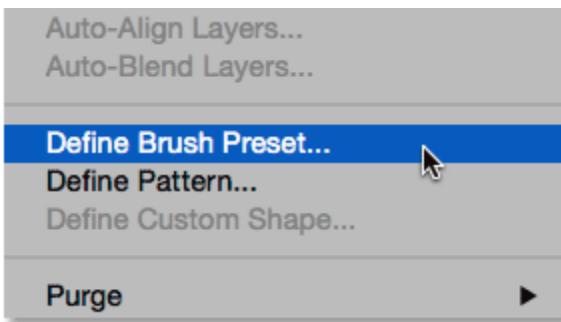 Auto-Align Layers...
Auto-Blend Layers...
Define Brush Preset...
Define Pattern...
Define Custom Shape...
Purge